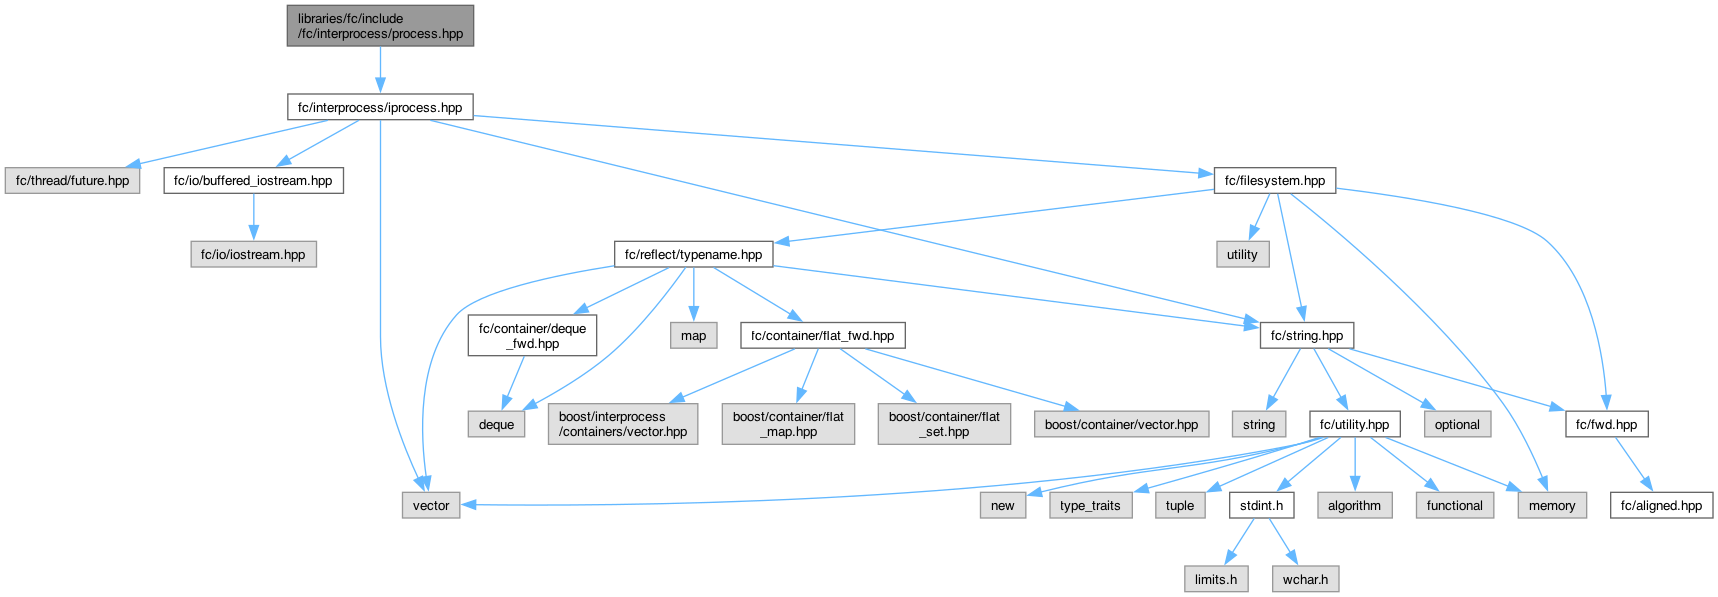 libraries/fc/include
/fc/interprocess/process.hpp
fc/interprocess/iprocess.hpp
fc/thread/future.hpp
fc/io/buffered_iostream.hpp
fc/filesystem.hpp
fc/io/iostream.hpp
fc/reflect/typename.hpp
utility
fc/container/deque
_fwd.hpp
map
fc/container/flat_fwd.hpp
fc/string.hpp
deque
boost/interprocess
/containers/vector.hpp
boost/container/flat
_map.hpp
boost/container/flat
_set.hpp
boost/container/vector.hpp
string
fc/utility.hpp
optional
fc/fwd.hpp
vector
new
type_traits
tuple
stdint.h
algorithm
functional
memory
fc/aligned.hpp
limits.h
wchar.h